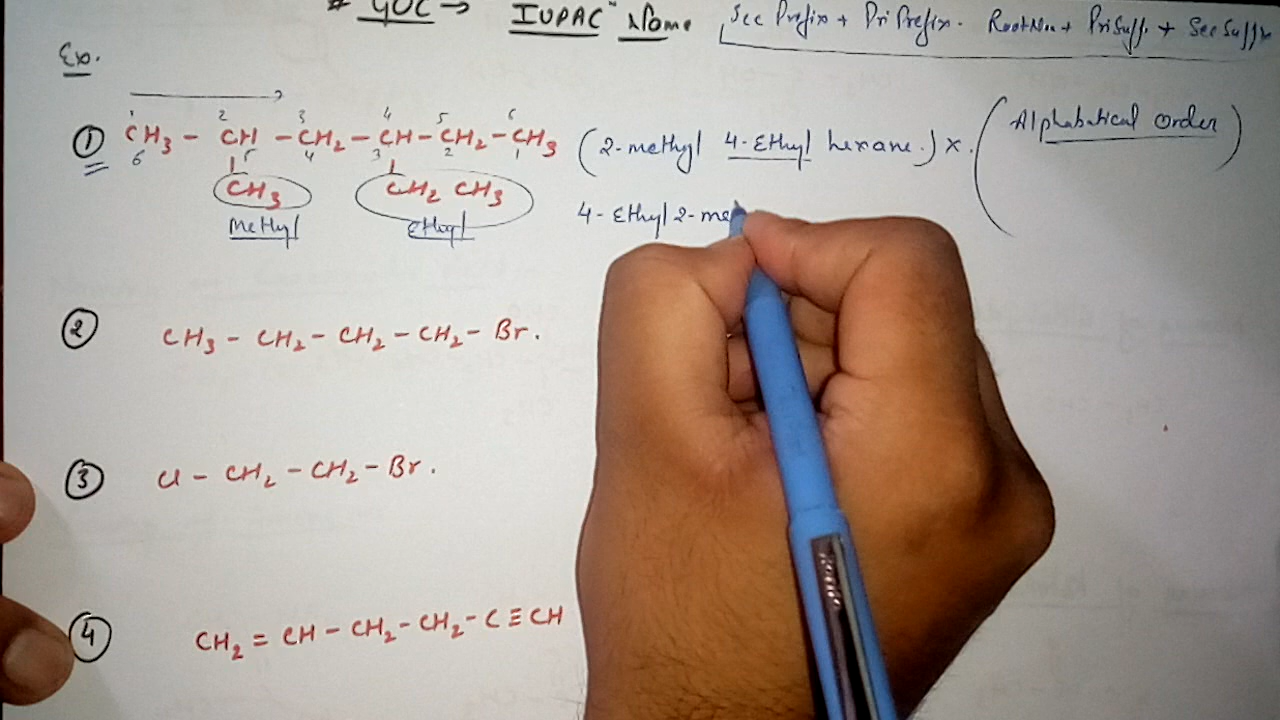 # GOC → IUPAC Name Sec Prefix + Pri Prefix. Root No + Pri Suff. + Sec Suffix
Ex.
1 2 3 4 5 6
① CH3 - CH - CH2 - CH - CH2 - CH3 (2-methyl 4-Ethyl hexane.) x. (Alphabatical order)
6 5 4 3 2 1
CH3 CH2 CH3
Methyl Ethyl 4-Ethyl 2-me
② CH3 - CH2 - CH2 - CH2 - Br.
③ Cl - CH2 - CH2 - Br.
④ CH2 = CH - CH2 - CH2 - C ≡ CH